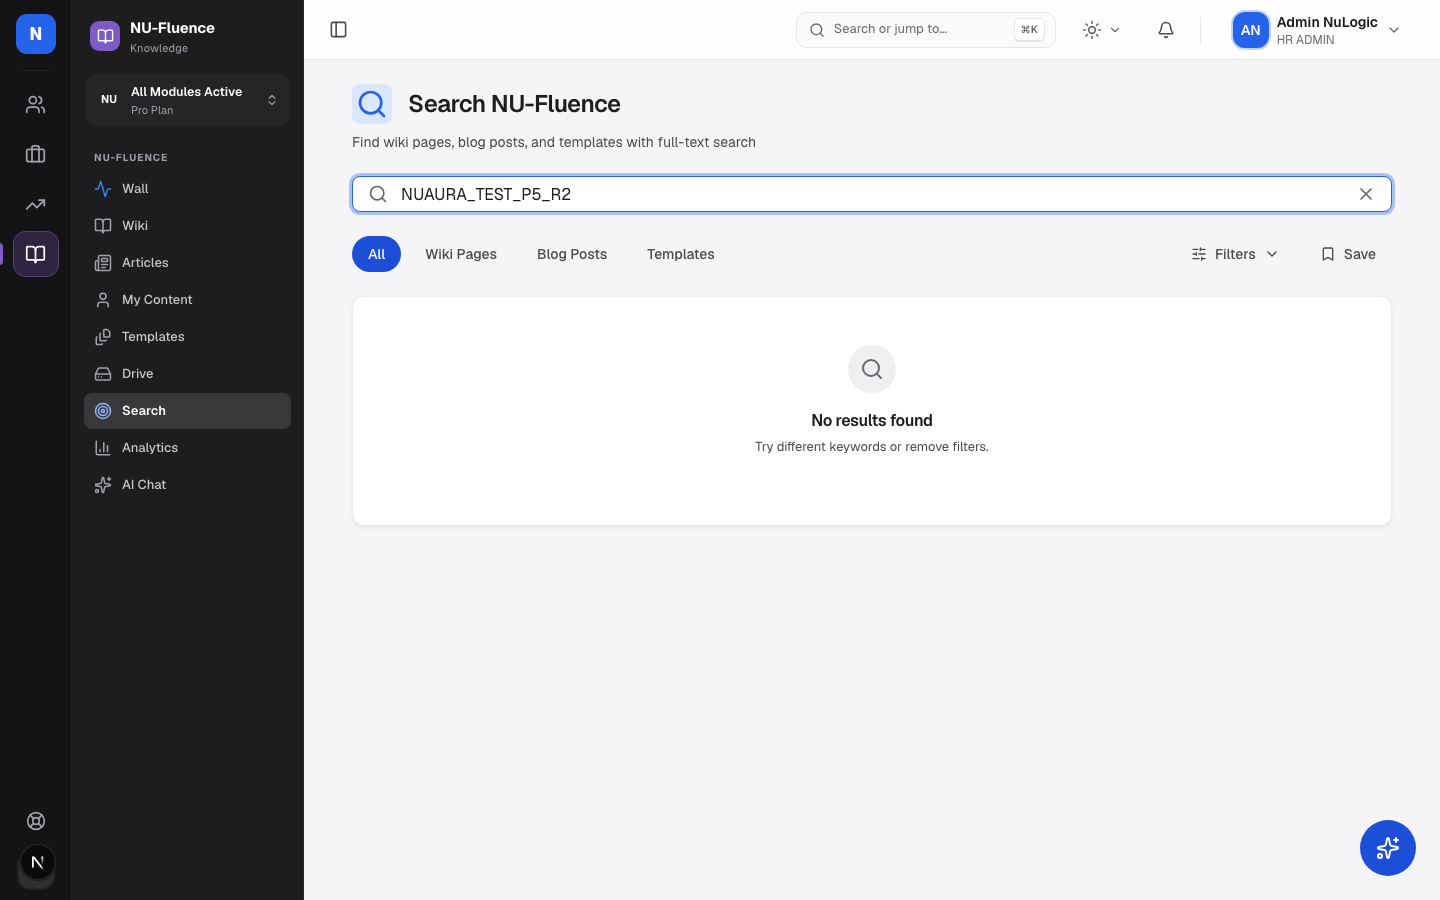 N
NU-Fluence
Knowledge
NU
All Modules Active
Pro Plan
NU-FLUENCE
Wall
Wiki
Articles
My Content
Templates
Drive
Search
Analytics
AI Chat
N
Search or jump to...
⌘K
AN
Admin NuLogic
HR ADMIN
Search NU-Fluence
Find wiki pages, blog posts, and templates with full-text search
NUAURA_TEST_P5_R2
All
Wiki Pages
Blog Posts
Templates
Filters
Save
No results found
Try different keywords or remove filters.